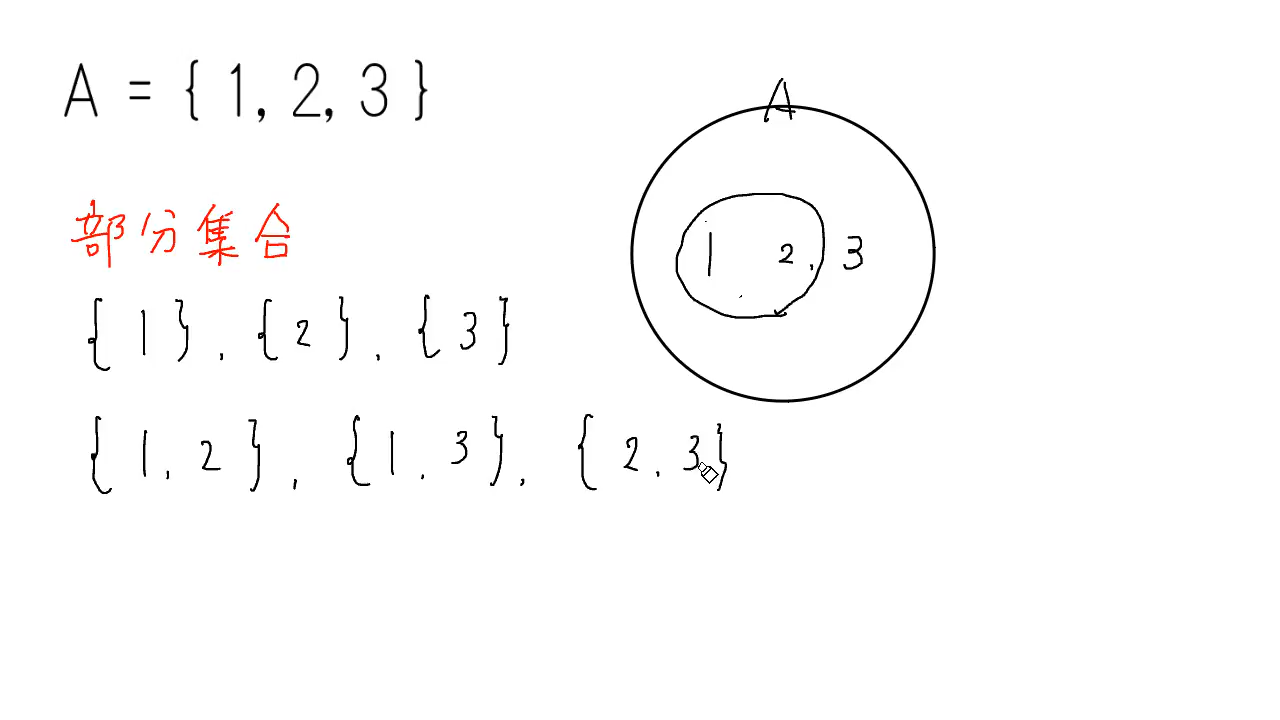 A = { 1, 2, 3 }
A
1 2, 3
部分集合
{ 1 }, { 2 }, { 3 }
{ 1, 2 }, { 1, 3 }, { 2, 3 }